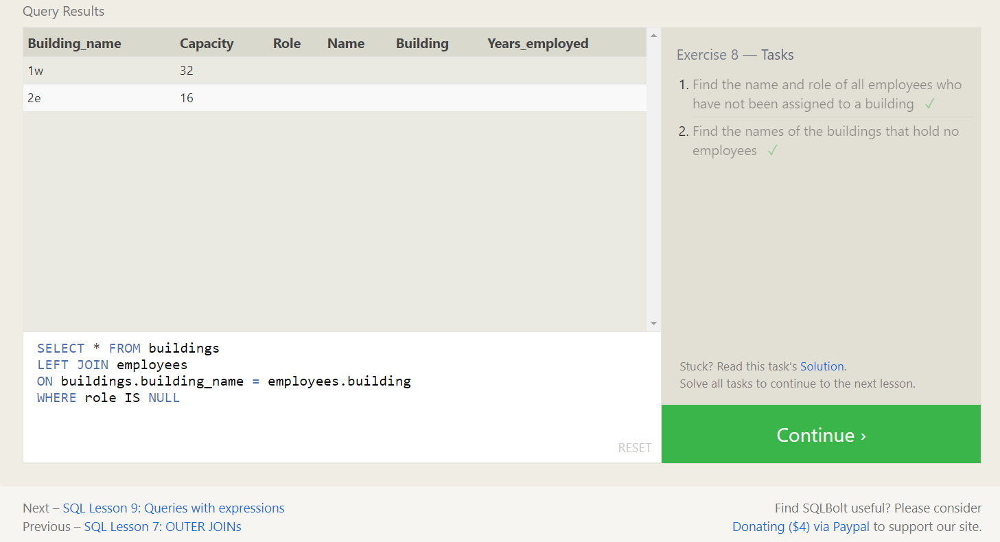 Query Results
Building_name Capacity Role Name Building Years_employed
1w 32
2e 16
SELECT * FROM buildings
LEFT JOIN employees
ON buildings.building_name = employees.building
WHERE role IS NULL
RESET
Exercise 8 — Tasks
1. Find the name and role of all employees who
have not been assigned to a building ✓
2. Find the names of the buildings that hold no
employees ✓
Stuck? Read this task's Solution.
Solve all tasks to continue to the next lesson.
Continue ›
Next – SQL Lesson 9: Queries with expressions
Previous – SQL Lesson 7: OUTER JOINs
Find SQLBolt useful? Please consider
Donating ($4) via Paypal to support our site.